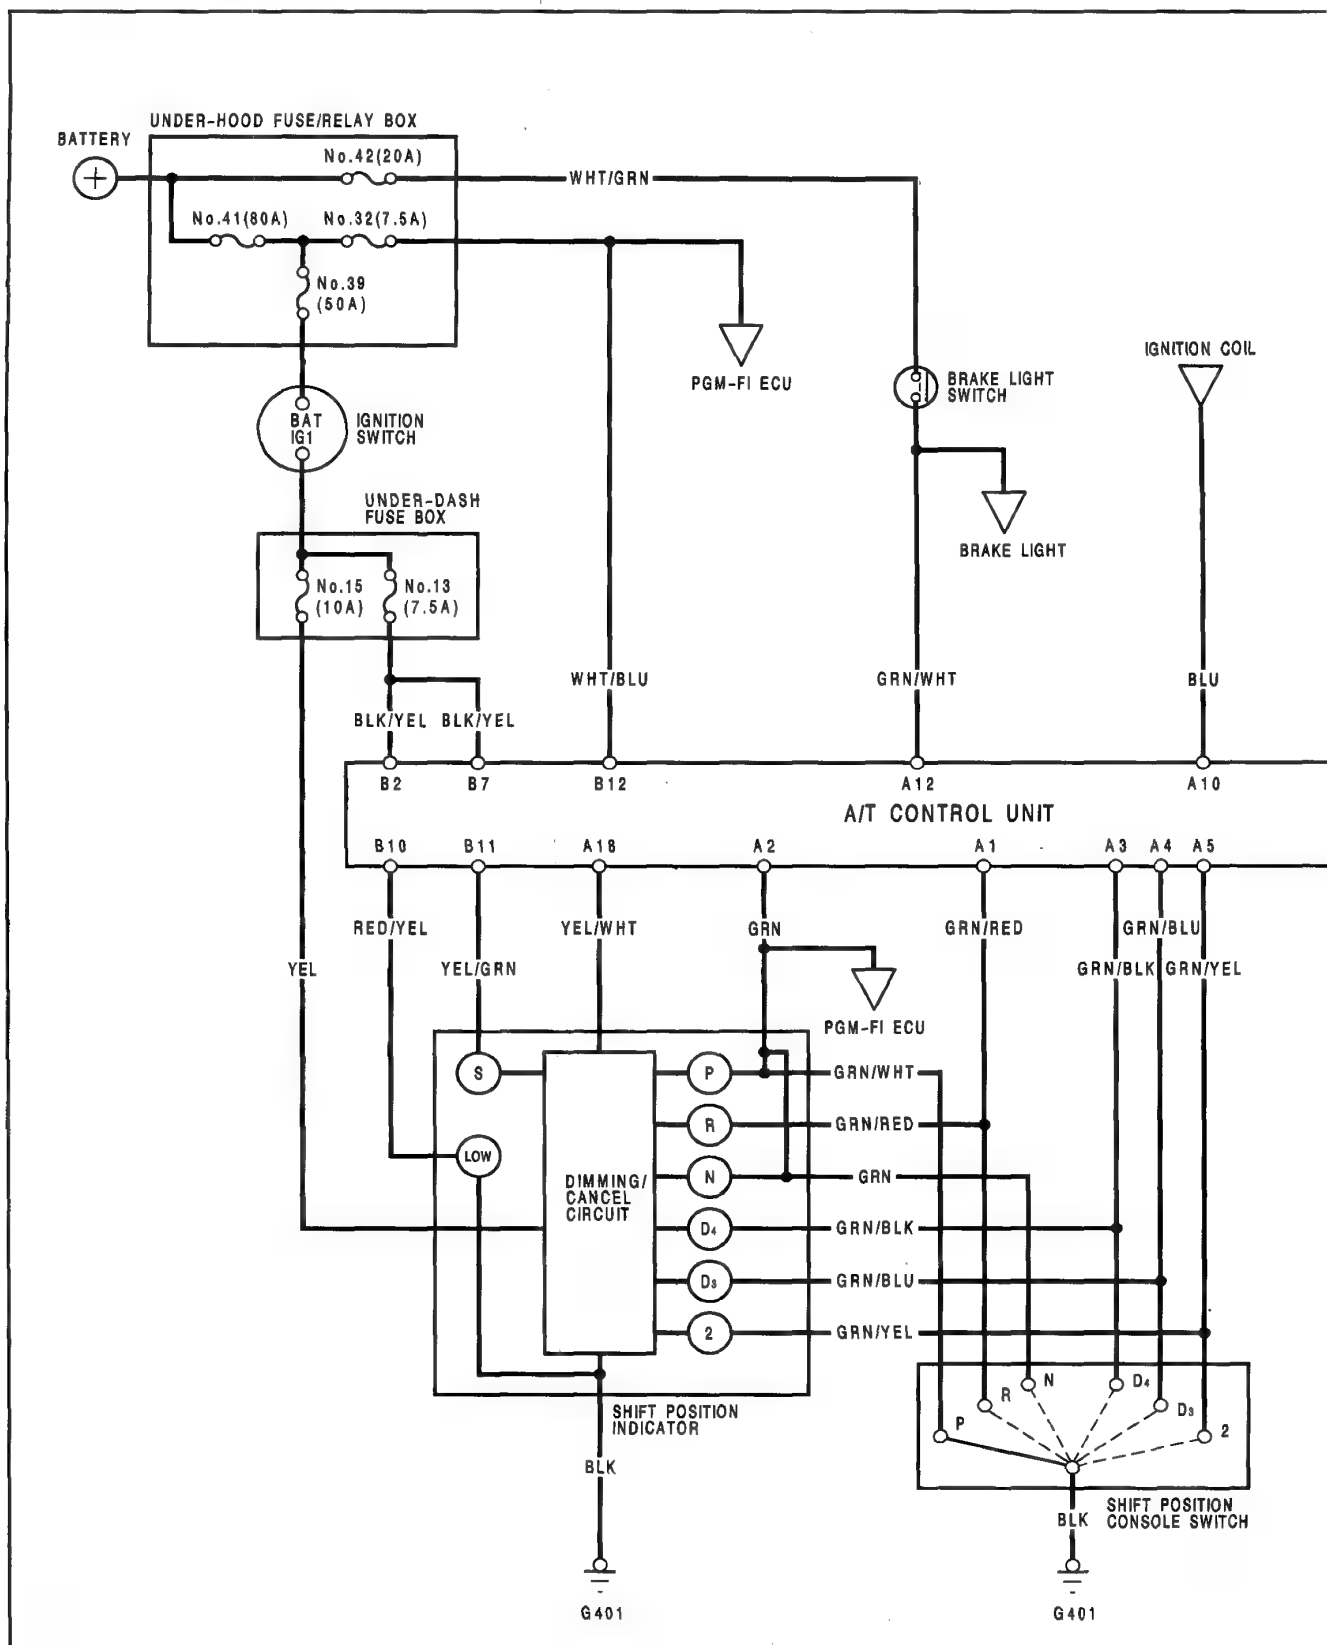 UNDER-HOOD FUSE/RELAY BOX
BATTERY
+
No.42(20A)
WHT/GRN
No.41(80A)
No.32(7.5A)
No.39
(50A)
PGM-FI ECU
IGNITION COIL
BRAKE LIGHT
SWITCH
BAT
IG1
IGNITION
SWITCH
UNDER-DASH
FUSE BOX
BRAKE LIGHT
No.15
(10A)
No.13
(7.5A)
WHT/BLU
GRN/WHT
BLU
BLK/YEL
BLK/YEL
B2
B7
B12
A12
A10
A/T CONTROL UNIT
B10
B11
A18
A2
A1
A3
A4
A5
RED/YEL
YEL/WHT
GRN
GRN/RED
GRN/BLU
YEL
YEL/GRN
GRN/BLK
GRN/YEL
PGM-FI ECU
S
P
GRN/WHT
R
GRN/RED
LOW
N
GRN
DIMMING/
CANCEL
CIRCUIT
D4
GRN/BLK
D3
GRN/BLU
2
GRN/YEL
P
R
N
D4
D3
2
SHIFT POSITION
INDICATOR
BLK
SHIFT POSITION
CONSOLE SWITCH
BLK
G401
G401